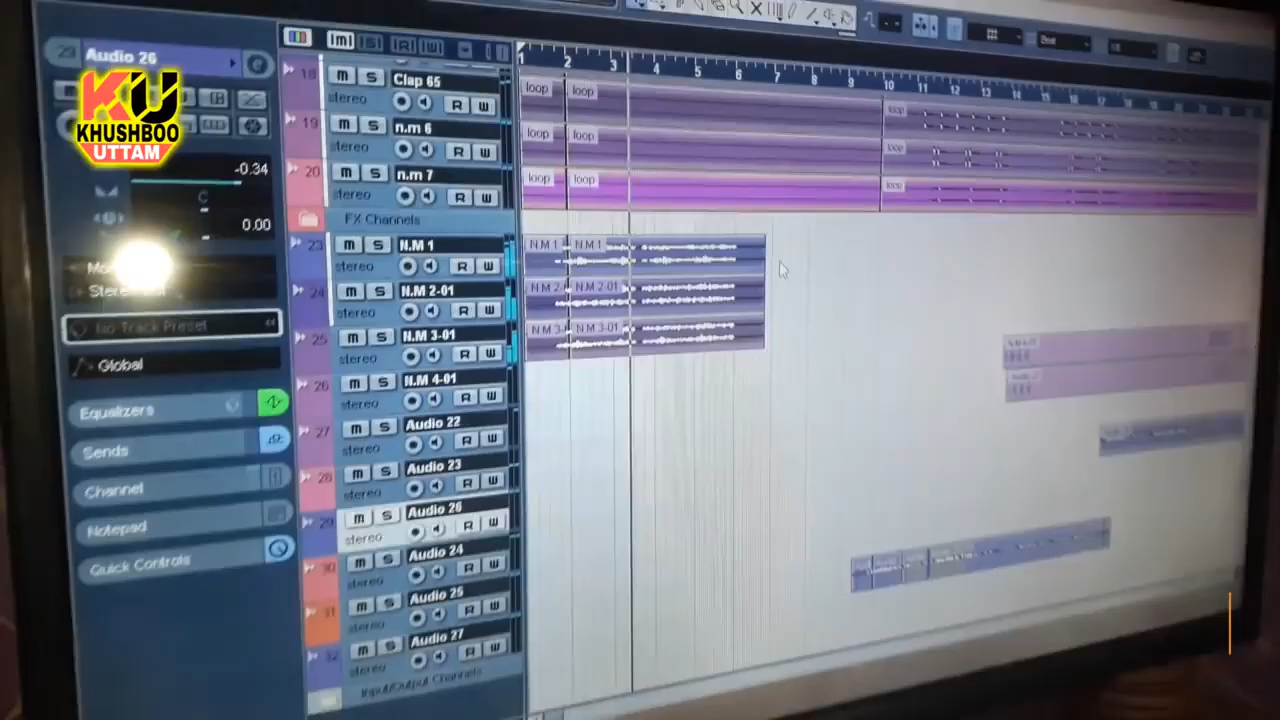 29 Audio 26
KU
KHUSHBOO
UTTAM
-0.34
C
0.00
No Track Preset
Global
Equalizers
Sends
Channel
Notepad
Quick Controls
1 2 3 4 5 6 7 8 9 10 11 12 13 14 15 16 17 18 19 20 21
18 m S Clap 65
stereo R W
loop loop loop
19 m S n.m 6
R W
loop loop loop
20 m S n.m 7
stereo R W
loop loop loop
FX Channels
23 m S N.M 1
stereo R W
N.M 1 N.M 1
24 m S N.M 2-01
stereo R W
N.M 2-01
25 m S N.M 3-01
stereo R W
N.M 3-01
26 m S N.M 4-01
stereo R W
27 m S Audio 22
stereo R W
28 m S Audio 23
stereo R W
29 m S Audio 26
stereo R W
30 m S Audio 24
stereo R W
31 m S Audio 25
stereo R W
32 m S Audio 27
stereo R W
Input/Output Channels